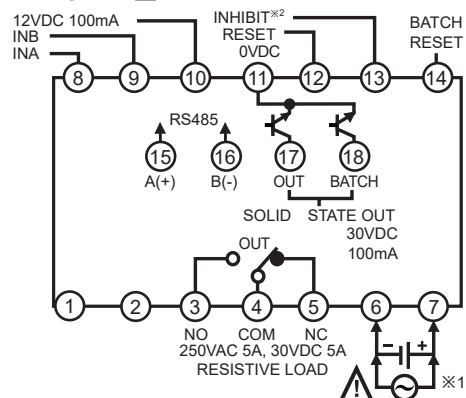 12VDC 100mA
INB
INA
INHIBIT※2
RESET
0VDC
BATCH
RESET
8
9
10
11
12
13
14
RS485
15
16
17
18
A(+)
B(-)
OUT
BATCH
SOLID STATE OUT
30VDC
100mA
OUT
1
2
3
4
5
6
7
NO
COM
NC
250VAC 5A, 30VDC 5A
RESISTIVE LOAD
- +
!
※1